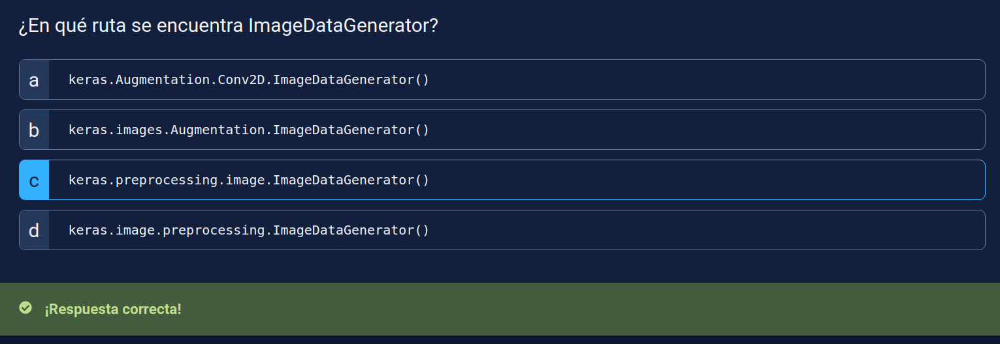 ¿En qué ruta se encuentra ImageDataGenerator?
a keras.Augmentation.Conv2D.ImageDataGenerator()
b keras.images.Augmentation.ImageDataGenerator()
c keras.preprocessing.image.ImageDataGenerator()
d keras.image.preprocessing.ImageDataGenerator()
¡Respuesta correcta!